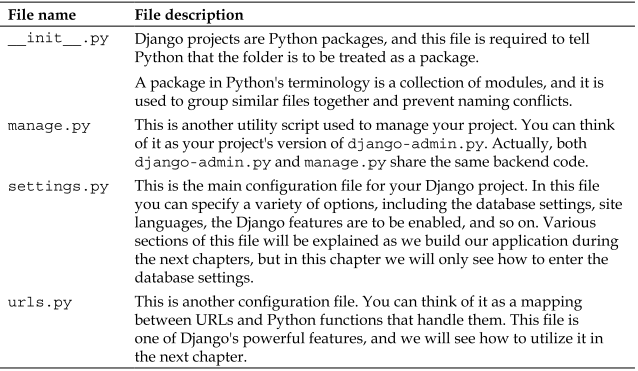 File name File description
__init__.py Django projects are Python packages, and this file is required to tell
Python that the folder is to be treated as a package.
A package in Python's terminology is a collection of modules, and it is
used to group similar files together and prevent naming conflicts.
manage.py This is another utility script used to manage your project. You can think
of it as your project's version of django-admin.py. Actually, both
django-admin.py and manage.py share the same backend code.
settings.py This is the main configuration file for your Django project. In this file
you can specify a variety of options, including the database settings, site
languages, the Django features are to be enabled, and so on. Various
sections of this file will be explained as we build our application during
the next chapters, but in this chapter we will only see how to enter the
database settings.
urls.py This is another configuration file. You can think of it as a mapping
between URLs and Python functions that handle them. This file is
one of Django's powerful features, and we will see how to utilize it in
the next chapter.